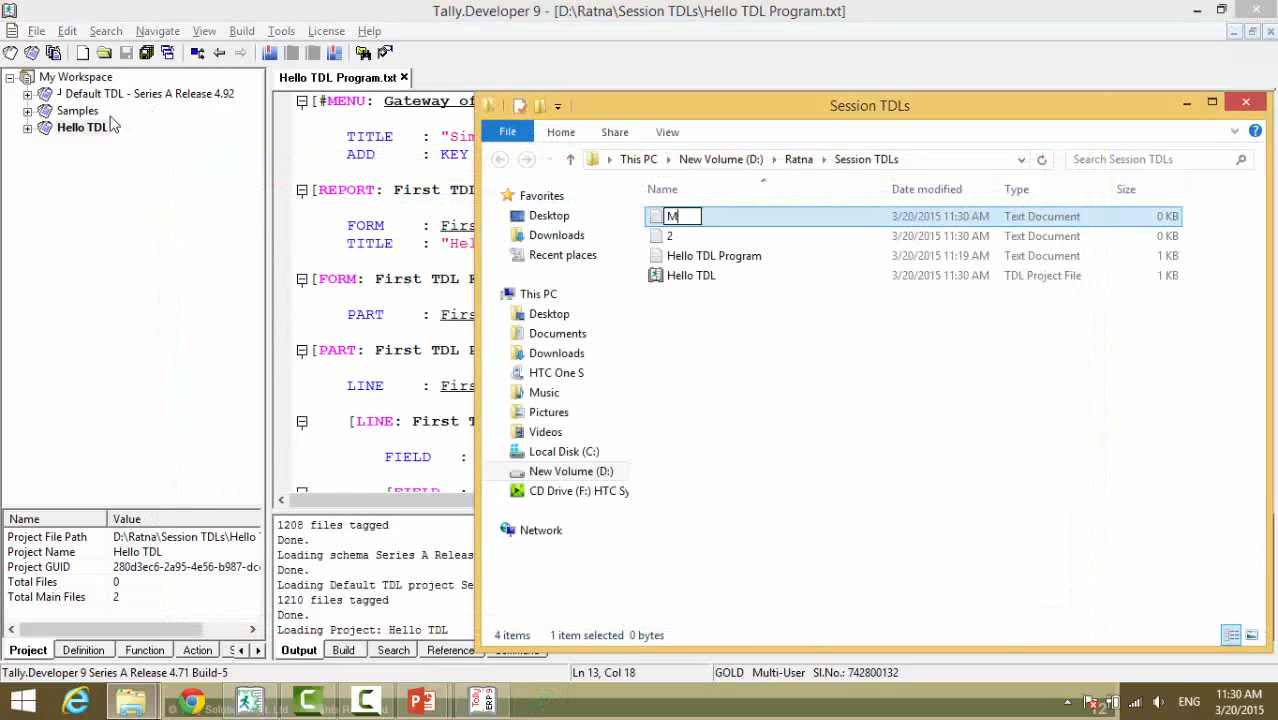 Tally.Developer 9 - [D:\Ratna\Session TDLs\Hello TDL Program.txt]
File Edit Search Navigate View Build Tools License Help
My Workspace
Default TDL - Series A Release 4.92
Samples
Hello TDL
Name Value
Project File Path D:\Ratna\Session TDLs\Hello
Project Name Hello TDL
Project GUID 280d3ec6-2a95-4e56-b987-dc
Total Files 0
Total Main Files 2
Project Definition Function Action S
Hello TDL Program.txt
[#MENU: Gateway of
TITLE : "Sim
ADD : KEY
[REPORT: First TD
FORM : Firs
TITLE : "Hel
[FORM: First TDL
PART : Firs
[PART: First TDL
LINE : Firs
[LINE: First T
FIELD :
[FIELD
1208 files tagged
Done.
Loading schema Series A Releas
Done.
Loading Default TDL project Se
1210 files tagged
Done.
Loading Project: Hello TDL
Output Build Search Reference
Session TDLs
File Home Share View
This PC New Volume (D:) Ratna Session TDLs
Search Session TDLs
Favorites
Desktop
Downloads
Recent places
This PC
Desktop
Documents
Downloads
HTC One S
Music
Pictures
Videos
Local Disk (C:)
New Volume (D:)
CD Drive (F:) HTC Sy
Network
Name Date modified Type Size
M 3/20/2015 11:30 AM Text Document 0 KB
2 3/20/2015 11:30 AM Text Document 0 KB
Hello TDL Program 3/20/2015 11:19 AM Text Document 1 KB
Hello TDL 3/20/2015 11:30 AM TDL Project File 1 KB
4 items 1 item selected 0 bytes
Tally.Developer 9 Series A Release 4.71 Build-5 Ln 13, Col 18 GOLD Multi-User Sl.No.: 742800132
Tally ERP 9
ENG
11:30 AM
3/20/2015